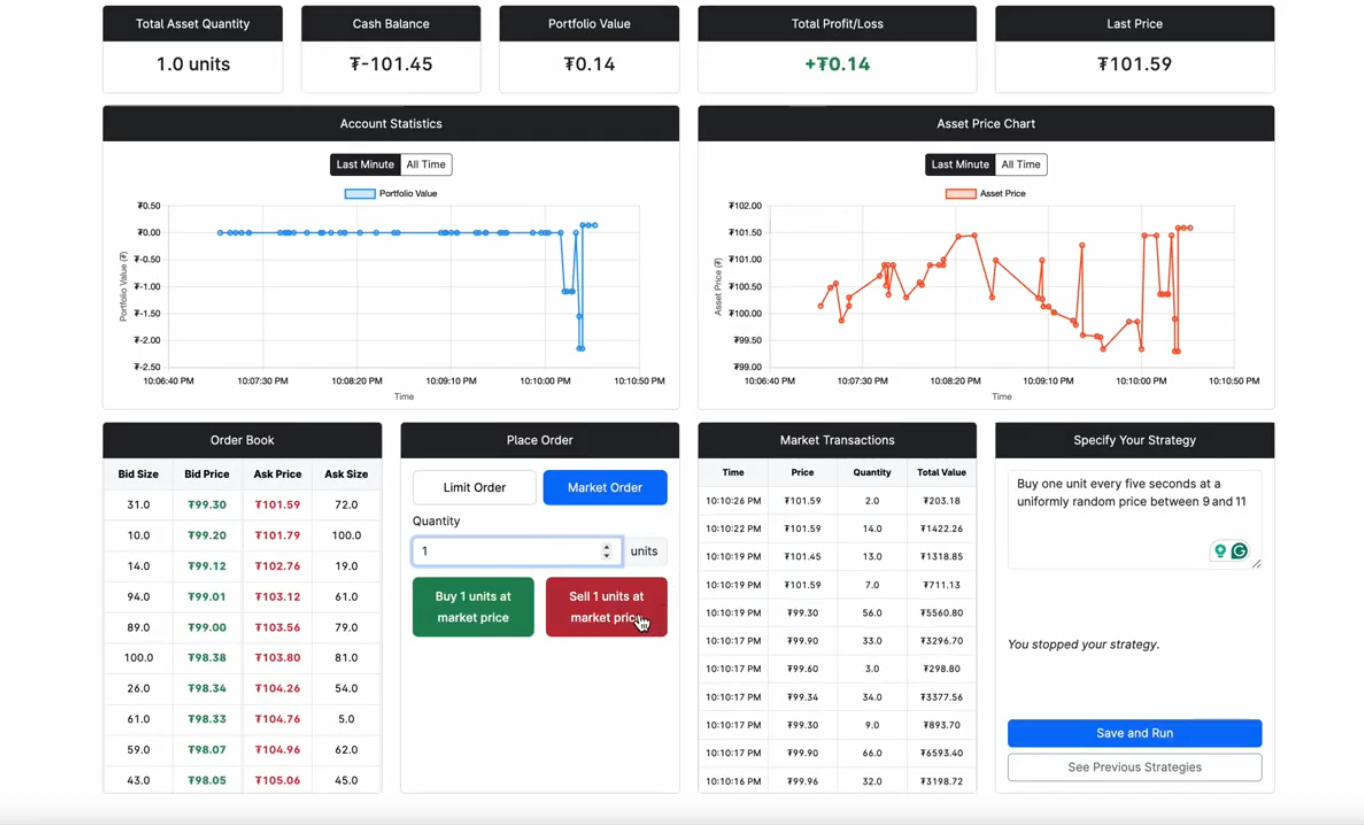 Total Asset Quantity
1.0 units
Cash Balance
₮-101.45
Portfolio Value
₮0.14
Total Profit/Loss
+₮0.14
Last Price
₮101.59
Account Statistics
Last Minute All Time
Portfolio Value
Portfolio Value (₮)
₮0.50
₮0.00
₮-0.50
₮-1.00
₮-1.50
₮-2.00
₮-2.50
10:06:40 PM 10:07:30 PM 10:08:20 PM 10:09:10 PM 10:10:00 PM 10:10:50 PM
Time
Asset Price Chart
Last Minute All Time
Asset Price
Asset Price (₮)
₮102.00
₮101.50
₮101.00
₮100.50
₮100.00
₮99.50
₮99.00
10:06:40 PM 10:07:30 PM 10:08:20 PM 10:09:10 PM 10:10:00 PM 10:10:50 PM
Time
Order Book
Bid Size Bid Price Ask Price Ask Size
31.0 ₮99.30 ₮101.59 72.0
10.0 ₮99.20 ₮101.79 100.0
14.0 ₮99.12 ₮102.76 19.0
94.0 ₮99.01 ₮103.12 61.0
89.0 ₮99.00 ₮103.56 79.0
100.0 ₮98.38 ₮103.80 81.0
26.0 ₮98.34 ₮104.26 54.0
61.0 ₮98.33 ₮104.76 5.0
59.0 ₮98.07 ₮104.96 62.0
43.0 ₮98.05 ₮105.06 45.0
Place Order
Limit Order Market Order
Quantity
1 units
Buy 1 units at
market price
Sell 1 units at
market price
Market Transactions
Time Price Quantity Total Value
10:10:26 PM ₮101.59 2.0 ₮203.18
10:10:22 PM ₮101.59 14.0 ₮1422.26
10:10:19 PM ₮101.45 13.0 ₮1318.85
10:10:19 PM ₮101.59 7.0 ₮711.13
10:10:19 PM ₮99.30 56.0 ₮5560.80
10:10:17 PM ₮99.90 33.0 ₮3296.70
10:10:17 PM ₮99.60 3.0 ₮298.80
10:10:17 PM ₮99.34 34.0 ₮3377.56
10:10:17 PM ₮99.30 9.0 ₮893.70
10:10:17 PM ₮99.90 66.0 ₮6593.40
10:10:16 PM ₮99.96 32.0 ₮3198.72
Specify Your Strategy
Buy one unit every five seconds at a
uniformly random price between 9 and 11
You stopped your strategy.
Save and Run
See Previous Strategies